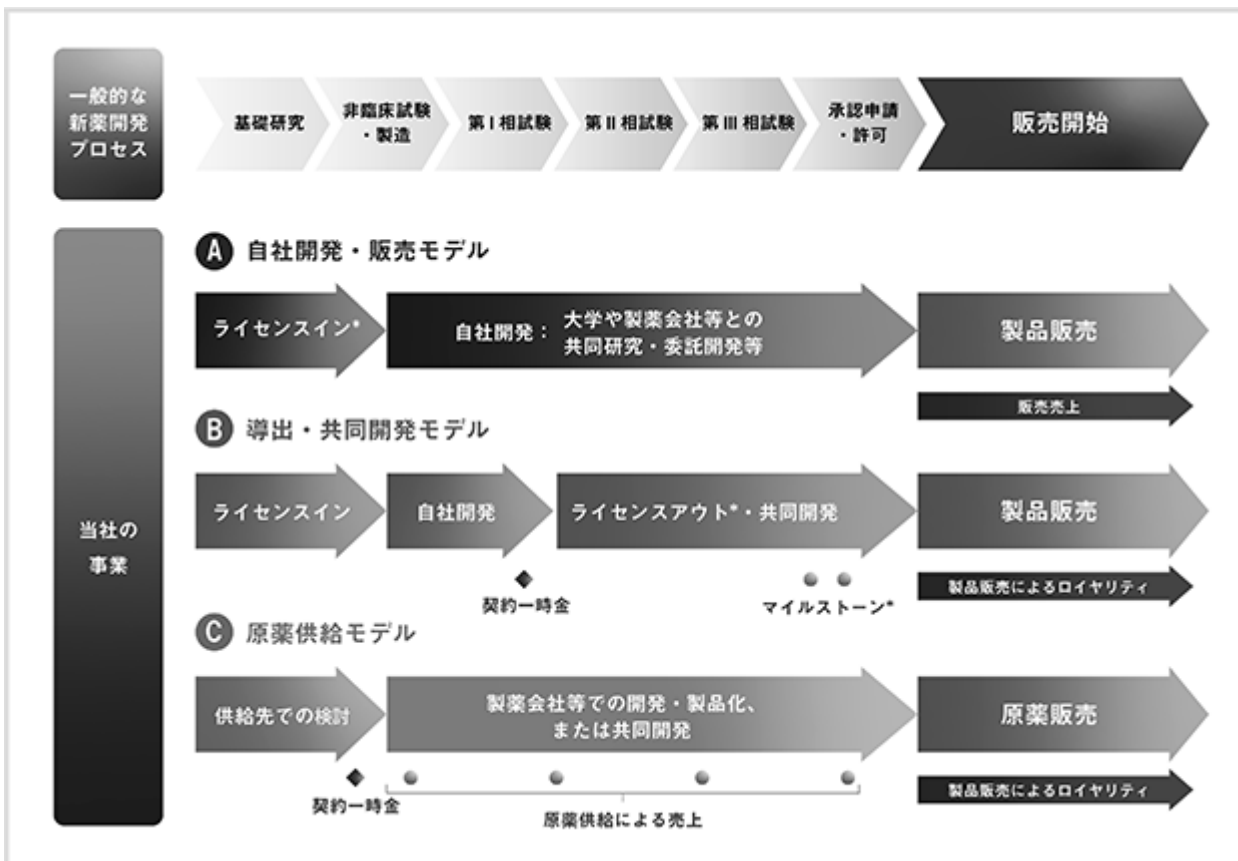 一般的な
新薬開発
プロセス
基礎研究
非臨床試験
・製造
第Ⅰ相試験
第Ⅱ相試験
第Ⅲ相試験
承認申請
・許可
販売開始
当社の
事業
A 自社開発・販売モデル
ライセンスイン*
自社開発： 大学や製薬会社等との
共同研究・委託開発等
製品販売
販売売上
B 導出・共同開発モデル
ライセンスイン
自社開発
ライセンスアウト*・共同開発
製品販売
契約一時金
マイルストーン*
製品販売によるロイヤリティ
C 原薬供給モデル
供給先での検討
製薬会社等での開発・製品化、
または共同開発
原薬販売
契約一時金
原薬供給による売上
製品販売によるロイヤリティ